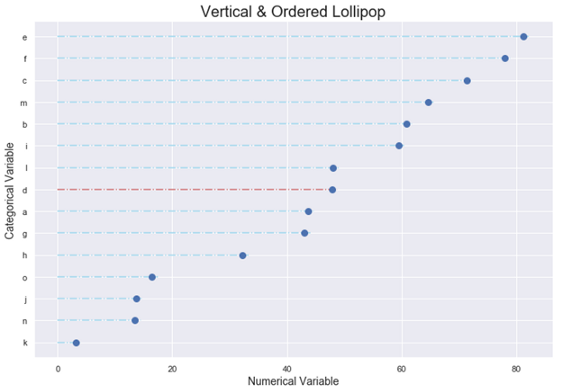 Vertical & Ordered Lollipop
Categorical Variable
e
f
c
m
b
i
l
d
a
g
h
o
j
n
k
0 20 40 60 80
Numerical Variable